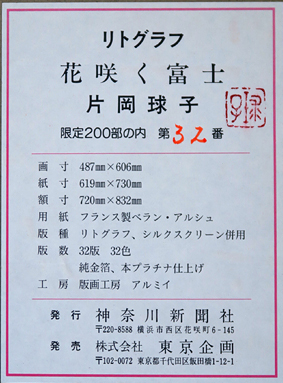 リトグラフ
花咲く富士
片岡球子
限定200部の内 第32番
画寸 487㎜×606㎜
紙寸 619㎜×730㎜
額寸 720㎜×832㎜
用紙 フランス製ベラン・アルシュ
版種 リトグラフ、シルクスクリーン併用
版数 32版 32色
純金箔、本プラチナ仕上げ
工房 版画工房 アルミイ
発行 神奈川新聞社
〒220-8588 横浜市西区花咲町6-145
発売 株式会社 東京企画
〒102-0072 東京都千代田区飯田橋1-12-1